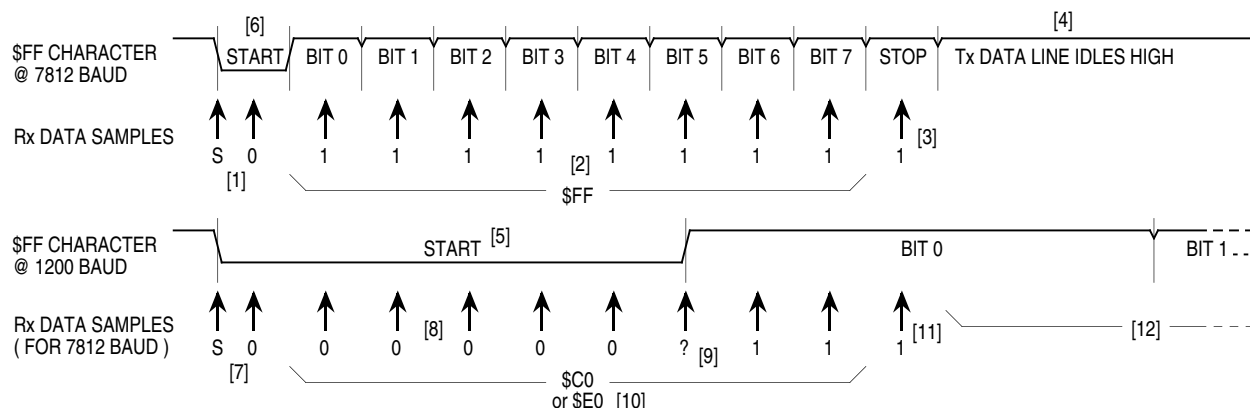 [6] [4]
$FF CHARACTER START BIT 0 BIT 1 BIT 2 BIT 3 BIT 4 BIT 5 BIT 6 BIT 7 STOP Tx DATA LINE IDLES HIGH
@ 7812 BAUD
Rx DATA SAMPLES [3]
S 0 1 1 1 1 [2] 1 1 1 1 1
[1]
$FF
$FF CHARACTER START [5] BIT 0 BIT 1
@ 1200 BAUD
Rx DATA SAMPLES [8] [11] [12]
( FOR 7812 BAUD ) S 0 0 0 0 0 0 ? [9] 1 1 1
[7]
$C0
or $E0 [10]